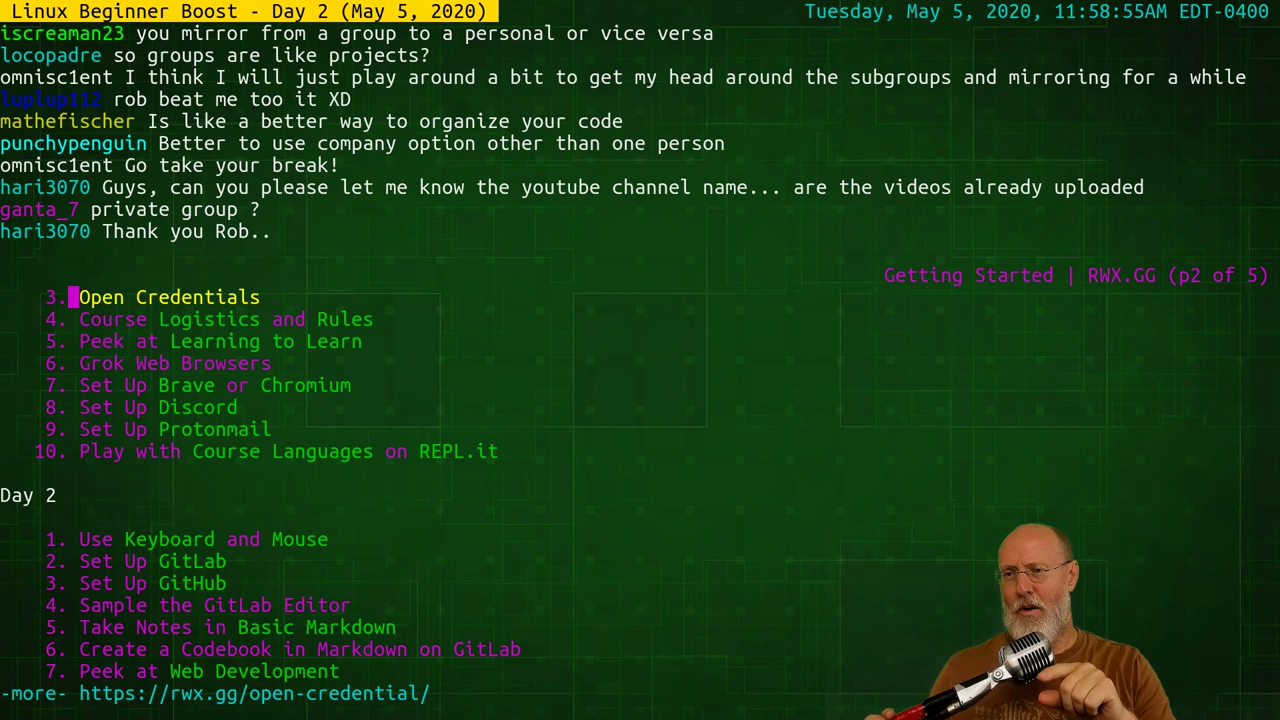 Linux Beginner Boost - Day 2 (May 5, 2020)
Tuesday, May 5, 2020, 11:58:55AM EDT-0400
iscreaman23 you mirror from a group to a personal or vice versa
locopadre so groups are like projects?
omnisc1ent I think I will just play around a bit to get my head around the subgroups and mirroring for a while
luplup112 rob beat me too it XD
mathefischer Is like a better way to organize your code
punchypenguin Better to use company option other than one person
omnisc1ent Go take your break!
hari3070 Guys, can you please let me know the youtube channel name... are the videos already uploaded
ganta_7 private group ?
hari3070 Thank you Rob..
Getting Started | RWX.GG (p2 of 5)
3. Open Credentials
4. Course Logistics and Rules
5. Peek at Learning to Learn
6. Grok Web Browsers
7. Set Up Brave or Chromium
8. Set Up Discord
9. Set Up Protonmail
10. Play with Course Languages on REPL.it
Day 2
1. Use Keyboard and Mouse
2. Set Up GitLab
3. Set Up GitHub
4. Sample the GitLab Editor
5. Take Notes in Basic Markdown
6. Create a Codebook in Markdown on GitLab
7. Peek at Web Development
-more- https://rwx.gg/open-credential/